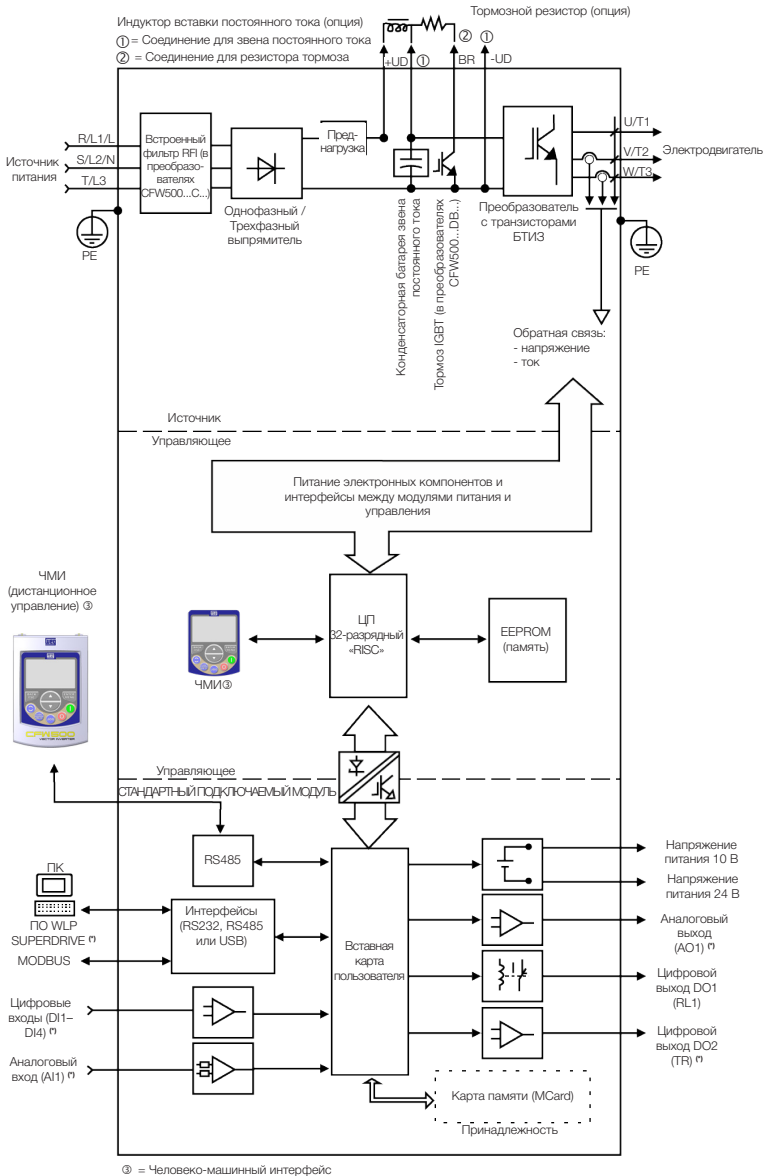 Индуктор вставки постоянного тока (опция)
Тормозной резистор (опция)
① = Соединение для звена постоянного тока
② = Соединение для резистора тормоза
+UD ①
② BR
① -UD
Источник
питания
R/L1/L
S/L2/N
T/L3
PE
Встроенный
фильтр RFI (в
преобразо-
вателях
CFW500...C...)
Однофазный /
Трехфазный
выпрямитель
Пред-
нагрузка
Конденсаторная батарея звена
постоянного тока
Тормоз IGBT (в преобразователях
CFW500...DB...)
Преобразователь
с транзисторами
БТИЗ
U/T1
V/T2
W/T3
Электродвигатель
PE
Обратная связь:
- напряжение
- ток
Источник
Управляющее
Питание электронных компонентов и
интерфейсы между модулями питания и
управления
ЧМИ
(дистанционное
управление) ③
ЧМИ③
ЦП
32-разрядный
«RISC»
EEPROM
(память)
Управляющее
СТАНДАРТНЫЙ ПОДКЛЮЧАЕМЫЙ МОДУЛЬ
RS485
ПК
ПО WLP
SUPERDRIVE (*)
MODBUS
Интерфейсы
(RS232, RS485
или USB)
Цифровые
входы (DI1–
DI4) (*)
Аналоговый
вход (AI1) (*)
Вставная
карта
пользователя
Напряжение
питания 10 В
Напряжение
питания 24 В
Аналоговый
выход
(AO1) (*)
Цифровой
выход DO1
(RL1)
Цифровой
выход DO2
(TR) (*)
Карта памяти (MCard)
Принадлежность
③ = Человеко-машинный интерфейс